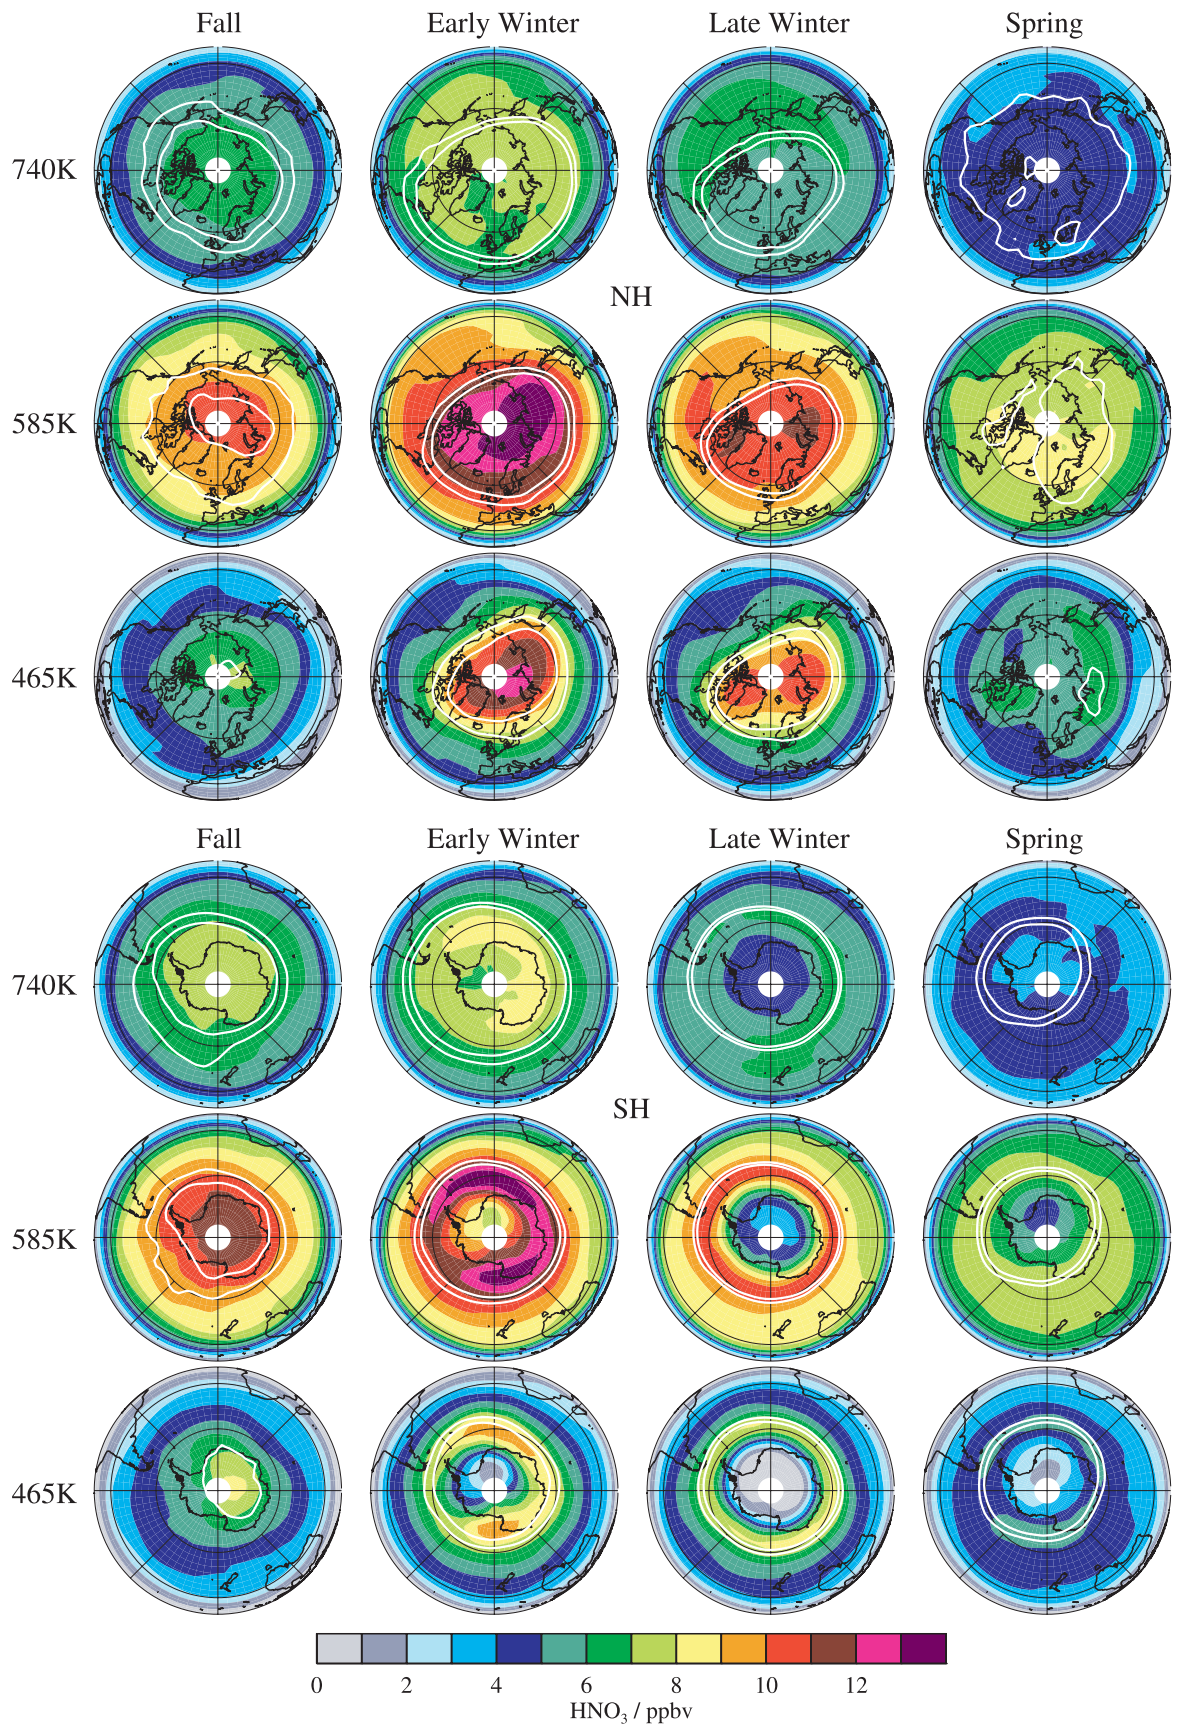 Fall Early Winter Late Winter Spring
740K
NH
585K
465K
Fall Early Winter Late Winter Spring
740K
SH
585K
465K
0 2 4 6 8 10 12
HNO₃ / ppbv